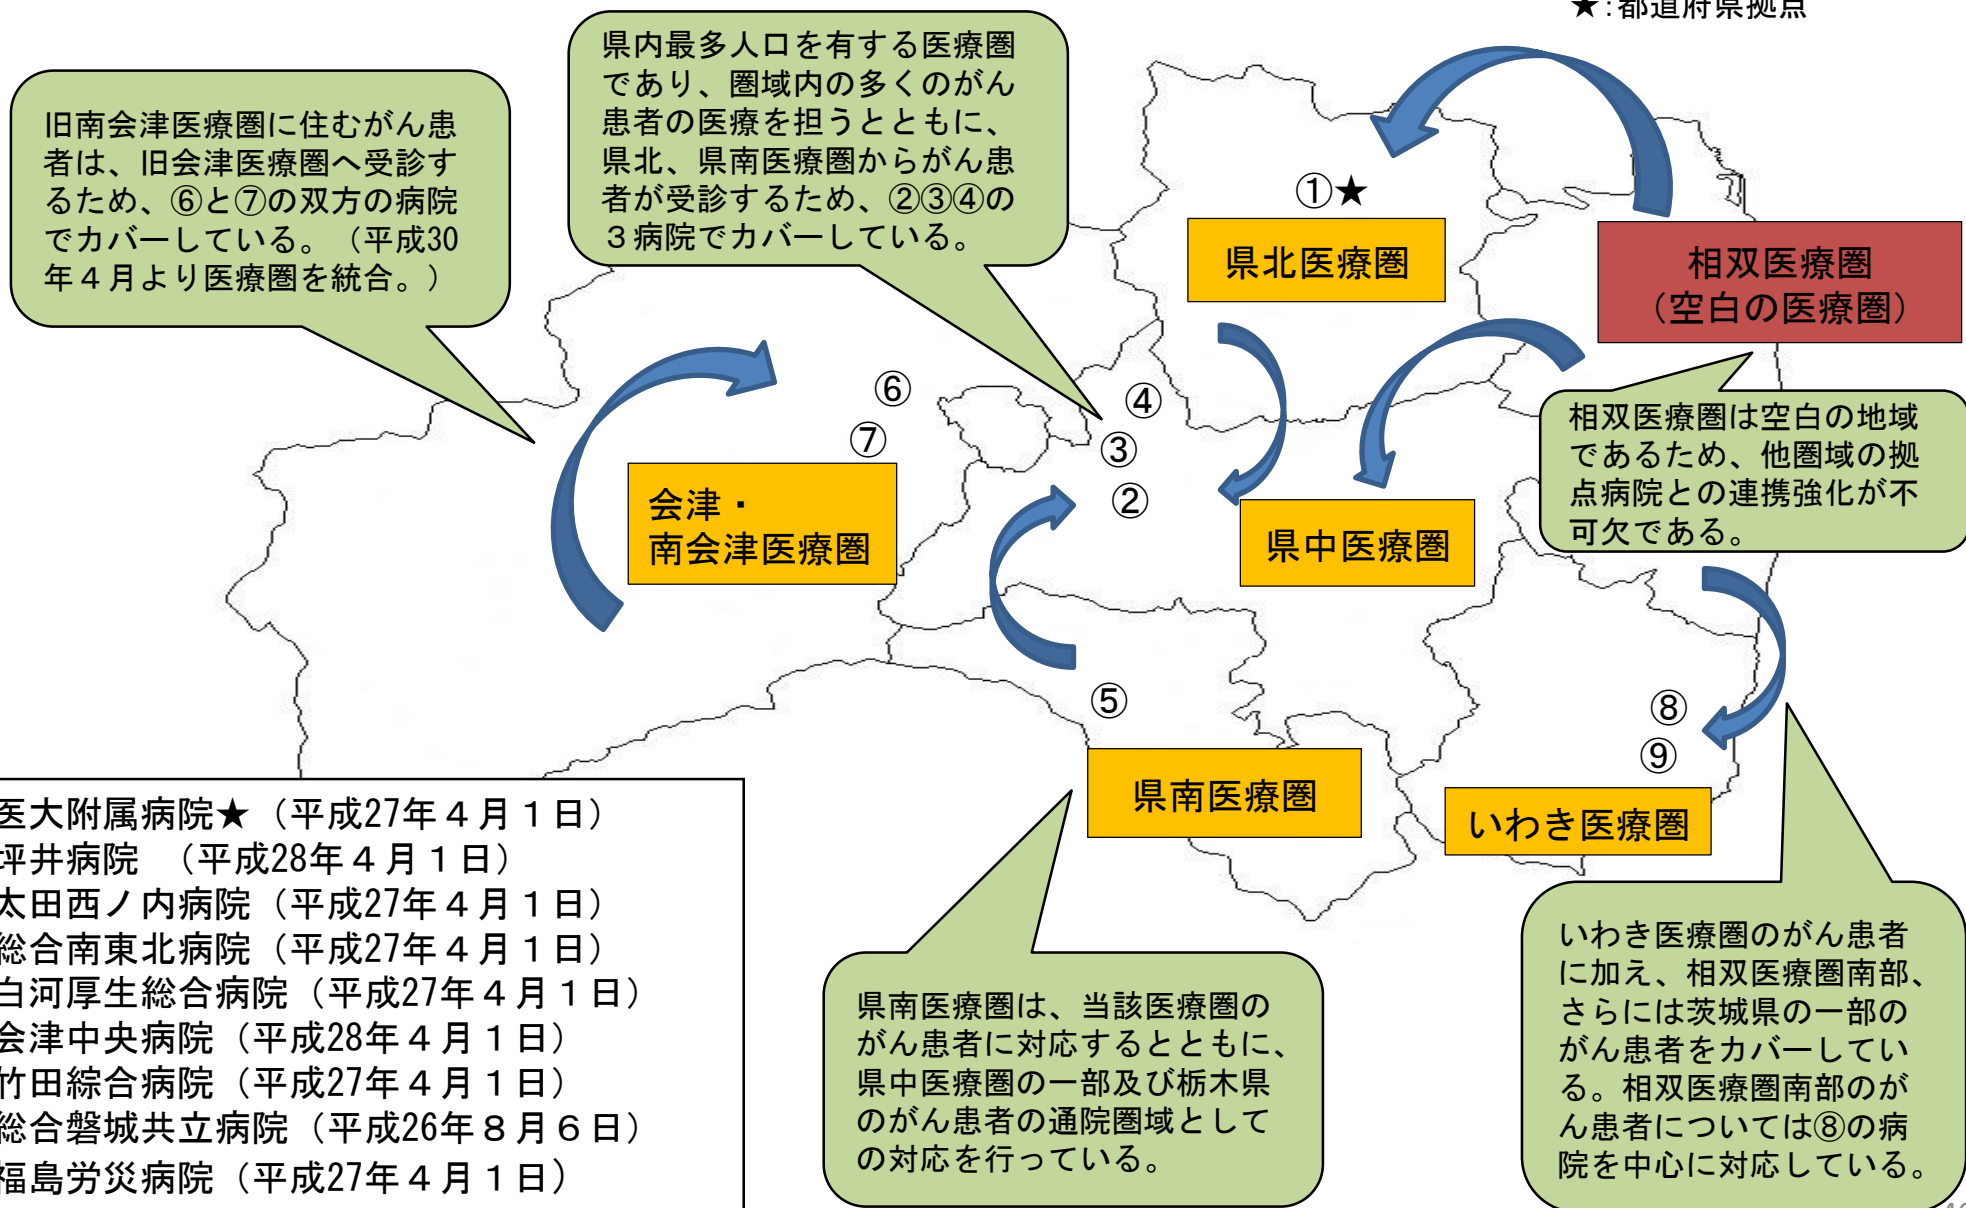 ★：都道府県拠点
県内最多人口を有する医療圏
であり、圏域内の多くのがん
患者の医療を担うとともに、
県北、県南医療圏からがん患
者が受診するため、②③④の
３病院でカバーしている。
旧南会津医療圏に住むがん患
者は、旧会津医療圏へ受診す
るため、⑥と⑦の双方の病院
でカバーしている。（平成30
年４月より医療圏を統合。）
①★
県北医療圏
相双医療圏
（空白の医療圏）
⑥
⑦
④
③
②
会津・
南会津医療圏
県中医療圏
相双医療圏は空白の地域
であるため、他圏域の拠
点病院との連携強化が不
可欠である。
⑤
県南医療圏
⑧
⑨
いわき医療圏
医大附属病院★（平成27年４月１日）
坪井病院　（平成28年４月１日）
太田西ノ内病院（平成27年４月１日）
総合南東北病院（平成27年４月１日）
白河厚生総合病院（平成27年４月１日）
会津中央病院（平成28年４月１日）
竹田綜合病院（平成27年４月１日）
総合磐城共立病院（平成26年８月６日）
福島労災病院（平成27年４月１日）
県南医療圏は、当該医療圏の
がん患者に対応するとともに、
県中医療圏の一部及び栃木県
のがん患者の通院圏域として
の対応を行っている。
いわき医療圏のがん患者
に加え、相双医療圏南部、
さらには茨城県の一部の
がん患者をカバーしてい
る。相双医療圏南部のが
ん患者については⑧の病
院を中心に対応している。